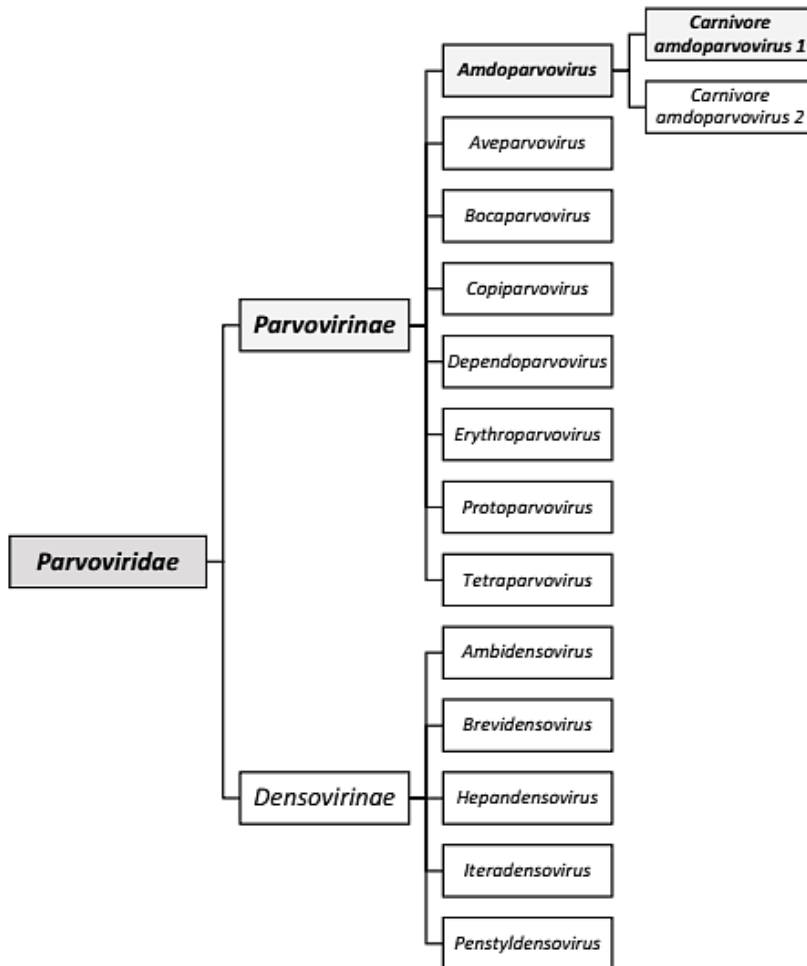 Carnivore
amdoparvovirus 1
Amdoparvovirus
Carnivore
amdoparvovirus 2
Aveparvovirus
Bocaparvovirus
Copiparvovirus
Parvovirinae
Dependoparvovirus
Erythroparvovirus
Protoparvovirus
Parvoviridae
Tetraparvovirus
Ambidensovirus
Brevidensovirus
Densovirinae
Hepandensovirus
Iteradensovirus
Penstyldensovirus